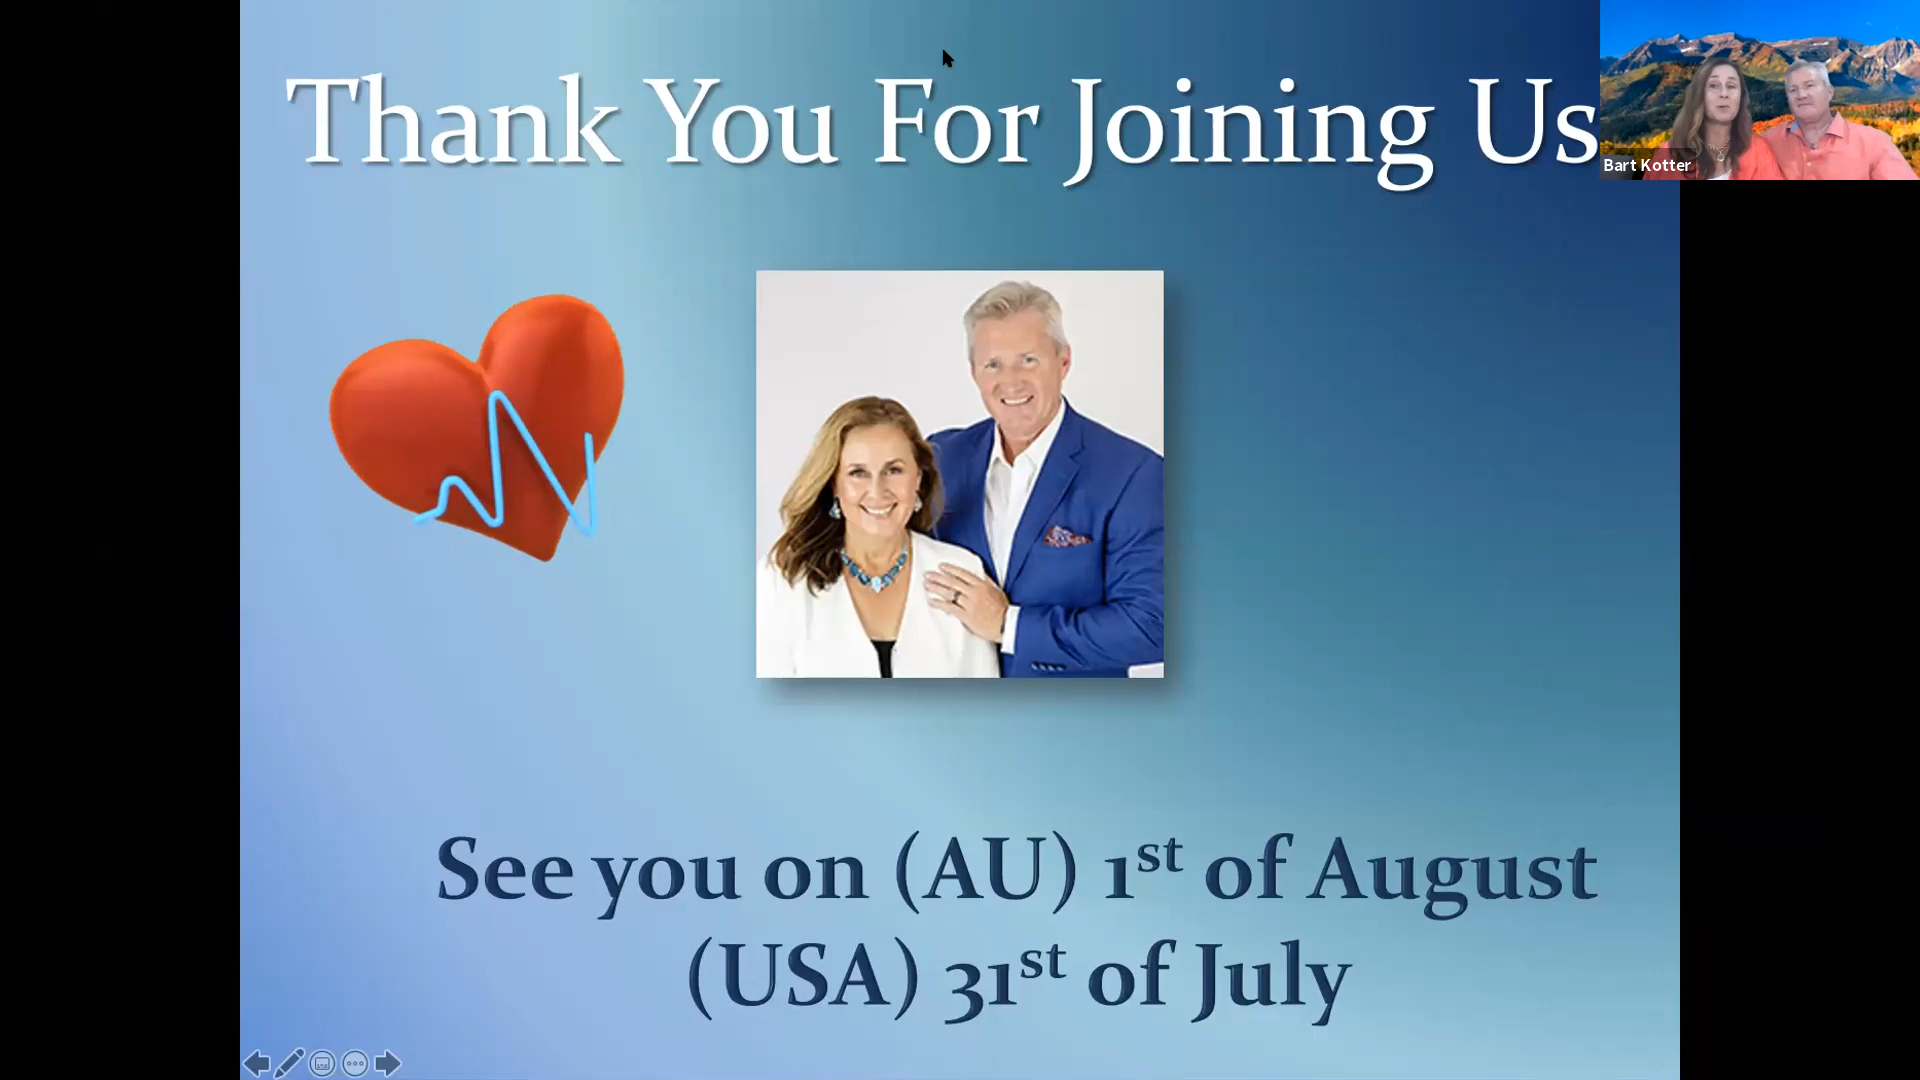 Thank You For Joining Us
Bart Kotter
See you on (AU) 1st of August
(USA) 31st of July